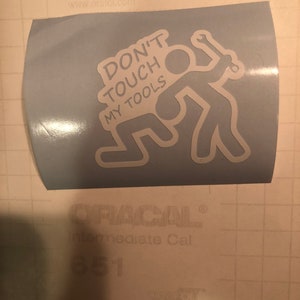 DON'T
TOUCH
MY TOOLS
ORACAL®
Intermediate Cal
651